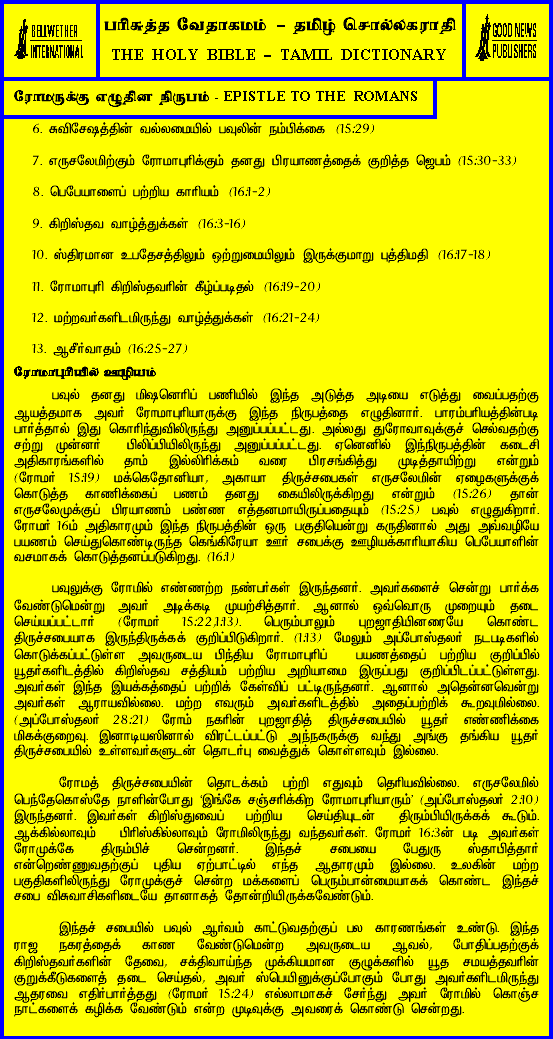 BELLWETHER
INTERNATIONAL
பரிசுத்த வேதாகமம் – தமிழ் சொல்லகராதி
THE HOLY BIBLE – TAMIL DICTIONARY
GOOD NEWS
PUBLISHERS
ரோமருக்கு எழுதின நிருபம் - EPISTLE TO THE ROMANS
6. சுவிசேஷத்தின் வல்லமையில் பவுலின் நம்பிக்கை (15:29)
7. எருசலேமிற்கும் ரோமாபுரிக்கும் தனது பிரயாணத்தைக் குறித்த ஜெபம் (15:30-33)
8. பெபேயாளைப் பற்றிய காரியம் (16:1-2)
9. கிறிஸ்தவ வாழ்த்துக்கள் (16:3-16)
10. ஸ்திரமான உபதேசத்திலும் ஒற்றுமையிலும் இருக்குமாறு புத்திமதி (16:17-18)
11. ரோமாபுரி கிறிஸ்தவரின் கீழ்ப்படிதல் (16:19-20)
12. மற்றவர்களிடமிருந்து வாழ்த்துக்கள் (16:21-24)
13. ஆசீர்வாதம் (16:25-27)
ரோமாபுரியில் ஊழியம்
பவுல் தனது மிஷனெரிப் பணியில் இந்த அடுத்த அடியை எடுத்து வைப்பதற்கு
ஆயத்தமாக அவர் ரோமாபுரியாருக்கு இந்த நிருபத்தை எழுதினார். பாரம்பரியத்தின்படி
பார்த்தால் இது கொரிந்துவிலிருந்து அனுப்பப்பட்டது. அல்லது துரோவாவுக்குச் செல்வதற்கு
சற்று முன்னர் பிலிப்பியிலிருந்து அனுப்பப்பட்டது. ஏனெனில் இந்நிருபத்தின் கடைசி
அதிகாரங்களில் தாம் இல்லிரிக்கம் வரை பிரசங்கித்து முடித்தாயிற்று என்றும்
(ரோமர் 15:19) மக்கெதோனியா, அகாயா திருச்சபைகள் எருசலேமின் ஏழைகளுக்குக்
கொடுத்த காணிக்கைப் பணம் தனது கையிலிருக்கிறது என்றும் (15:26) தான்
எருசலேமுக்குப் பிரயாணம் பண்ண எத்தனமாயிருப்பதையும் (15:25) பவுல் எழுதுகிறார்.
ரோமர் 16ம் அதிகாரமும் இந்த நிருபத்தின் ஒரு பகுதியென்று கருதினால் அது அவ்வழியே
பயணம் செய்துகொண்டிருந்த கெங்கிரேயா ஊர் சபைக்கு ஊழியக்காரியாகிய பெபேயாளின்
வசமாகக் கொடுத்தனப்படுகிறது. (16:1)
பவுலுக்கு ரோமில் எண்ணற்ற நண்பர்கள் இருந்தனர். அவர்களைச் சென்று பார்க்க
வேண்டுமென்று அவர் அடிக்கடி முயற்சித்தார். ஆனால் ஒவ்வொரு முறையும் தடை
செய்யப்பட்டார் (ரோமர் 15:22,1:13). பெரும்பாலும் புறஜாதியினரையே கொண்ட
திருச்சபையாக இருந்திருக்கக் குறிப்பிடுகிறார். (1:13) மேலும் அப்போஸ்தலர் நடபடிகளில்
கொடுக்கப்பட்டுள்ள அவருடைய பிந்திய ரோமாபுரிப் பயணத்தைப் பற்றிய குறிப்பில்
யூதர்களிடத்தில் கிறிஸ்தவ சத்தியம் பற்றிய அறியாமை இருப்பது குறிப்பிடப்பட்டுள்ளது.
அவர்கள் இந்த இயக்கத்தைப் பற்றிக் கேள்விப் பட்டிருந்தனர். ஆனால் அதென்னவென்று
அவர்கள் ஆராயவில்லை. மற்ற எவரும் அவர்களிடத்தில் அதைப்பற்றிக் கூறவுமில்லை.
(அப்போஸ்தலர் 28:21) ரோம் நகரின் புறஜாதித் திருச்சபையில் யூதர் எண்ணிக்கை
மிகக்குறைவு. இனாடியஸினால் விரட்டப்பட்டு அந்நகருக்கு வந்து அங்கு தங்கிய யூதர்
திருச்சபையில் உள்ளவர்களுடன் தொடர்பு வைத்துக் கொள்ளவும் இல்லை.
ரோமத் திருச்சபையின் தொடக்கம் பற்றி எதுவும் தெரியவில்லை. எருசலேமில்
பெந்தேகொஸ்தே நாளின்போது 'இங்கே சஞ்சரிக்கிற ரோமாபுரியாரும்' (அப்போஸ்தலர் 2:10)
இருந்தனர். இவர்கள் கிறிஸ்துவைப் பற்றிய செய்தியுடன் திரும்பியிருக்கக் கூடும்.
ஆக்கில்லாவும் பிரிஸ்கில்லாவும் ரோமிலிருந்து வந்தவர்கள். ரோமர் 16:3ன் படி அவர்கள்
ரோமுக்கே திரும்பிச் சென்றனர். இந்தச் சபையை பேதுரு ஸ்தாபித்தார்
என்றெண்ணுவதற்குப் புதிய ஏற்பாட்டில் எந்த ஆதாரமும் இல்லை. உலகின் மற்ற
பகுதிகளிலிருந்து ரோமுக்குச் சென்ற மக்களைப் பெரும்பான்மையாகக் கொண்ட இந்தச்
சபை விசுவாசிகளிடையே தானாகத் தோன்றியிருக்கவேண்டும்.
இந்தச் சபையில் பவுல் ஆர்வம் காட்டுவதற்குப் பல காரணங்கள் உண்டு. இந்த
ராஜ நகரத்தைக் காண வேண்டுமென்ற அவருடைய ஆவல், போதிப்பதற்குக்
கிறிஸ்தவர்களின் தேவை, சக்திவாய்ந்த முக்கியமான குழுக்களில் யூத சமயத்தவரின்
குறுக்கீடுகளைத் தடை செய்தல், அவர் ஸ்பெயினுக்குப்போகும் போது அவர்களிடமிருந்து
ஆதரவை எதிர்பார்த்தது (ரோமர் 15:24) எல்லாமாகச் சேர்ந்து அவர் ரோமில் கொஞ்ச
நாட்களைக் கழிக்க வேண்டும் என்ற முடிவுக்கு அவரைக் கொண்டு சென்றது.